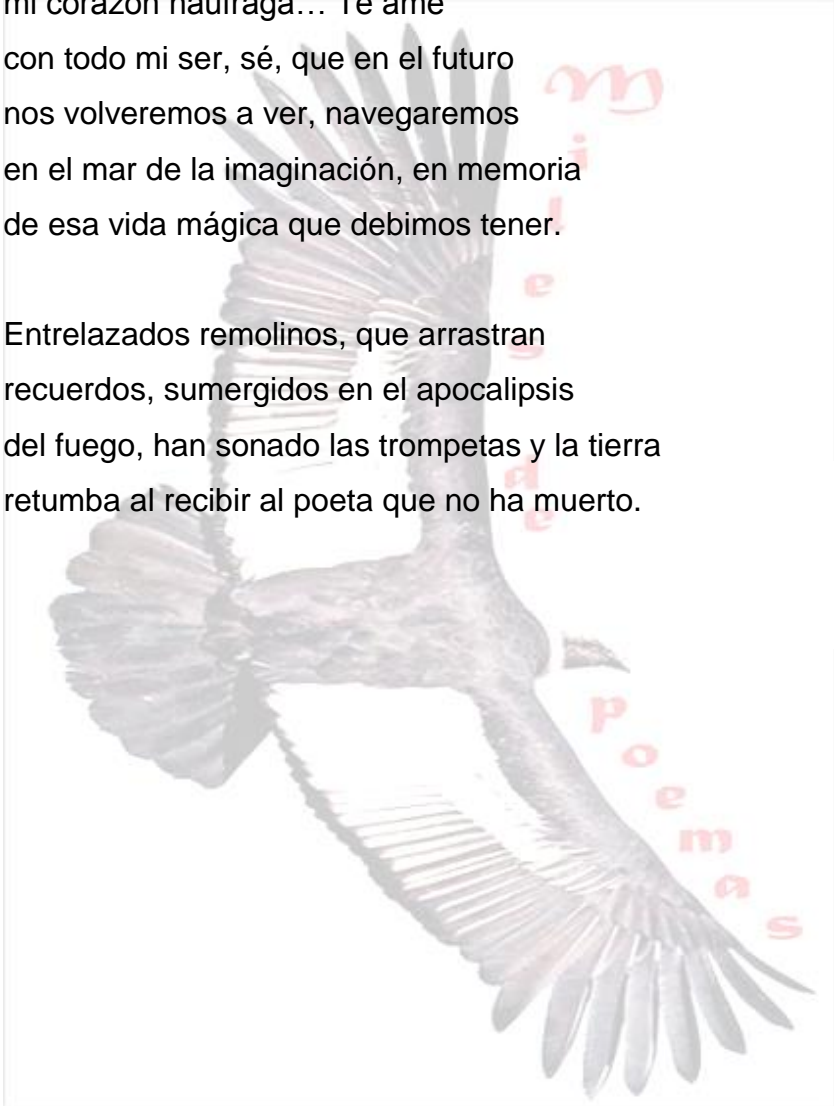 mi corazón naufraga… Te amé
con todo mi ser, sé, que en el futuro
nos volveremos a ver, navegaremos
en el mar de la imaginación, en memoria
de esa vida mágica que debimos tener.
Entrelazados remolinos, que arrastran
recuerdos, sumergidos en el apocalipsis
del fuego, han sonado las trompetas y la tierra
retumba al recibir al poeta que no ha muerto.
Miles de poemas